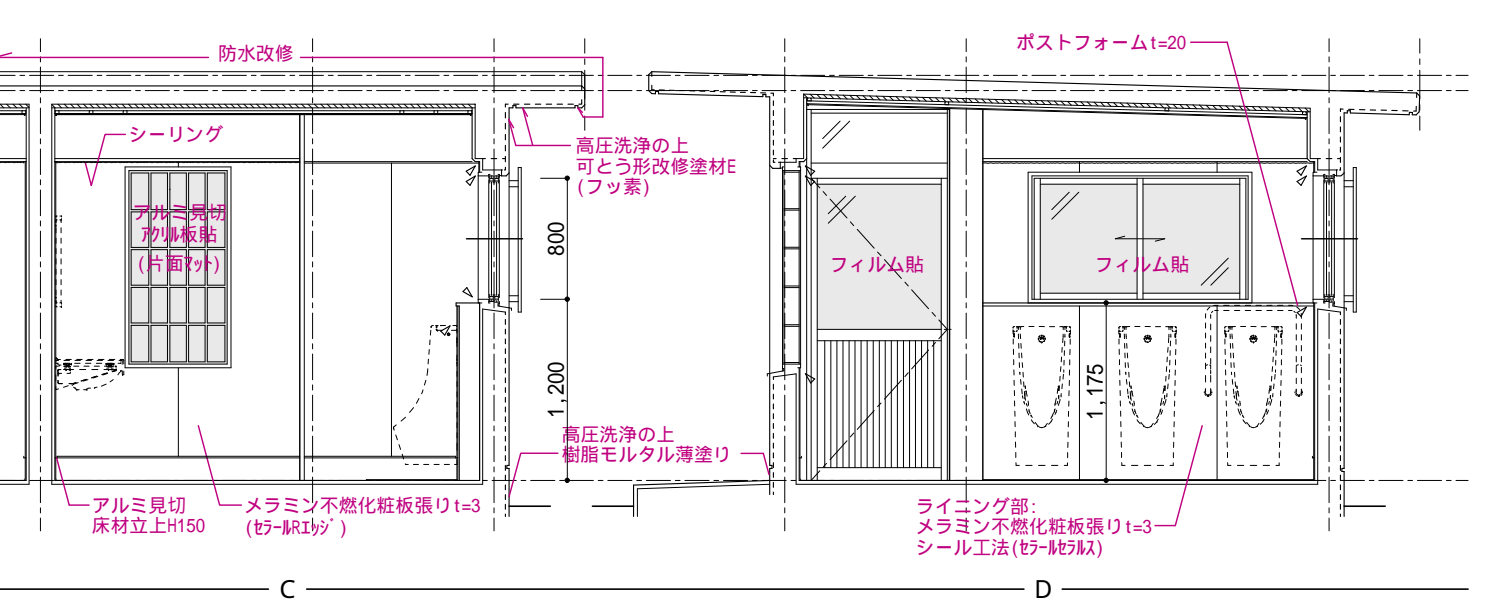 防水改修
ポストフォームt=20
シーリング
高圧洗浄の上
可とう形改修塗材E
(フッ素)
アルミ見切
ｱｸﾘﾙ板貼
(片面ﾏｯﾄ)
800
フィルム貼
フィルム貼
1,200
1,175
高圧洗浄の上
樹脂モルタル薄塗り
アルミ見切
床材立上H150
メラミン不燃化粧板張りt=3
(ｾﾗｰﾙRｴｯｼﾞ)
ライニング部:
メラミン不燃化粧板張りt=3
シール工法(ｾﾗｰﾙｾﾗﾙｽ)
C
D